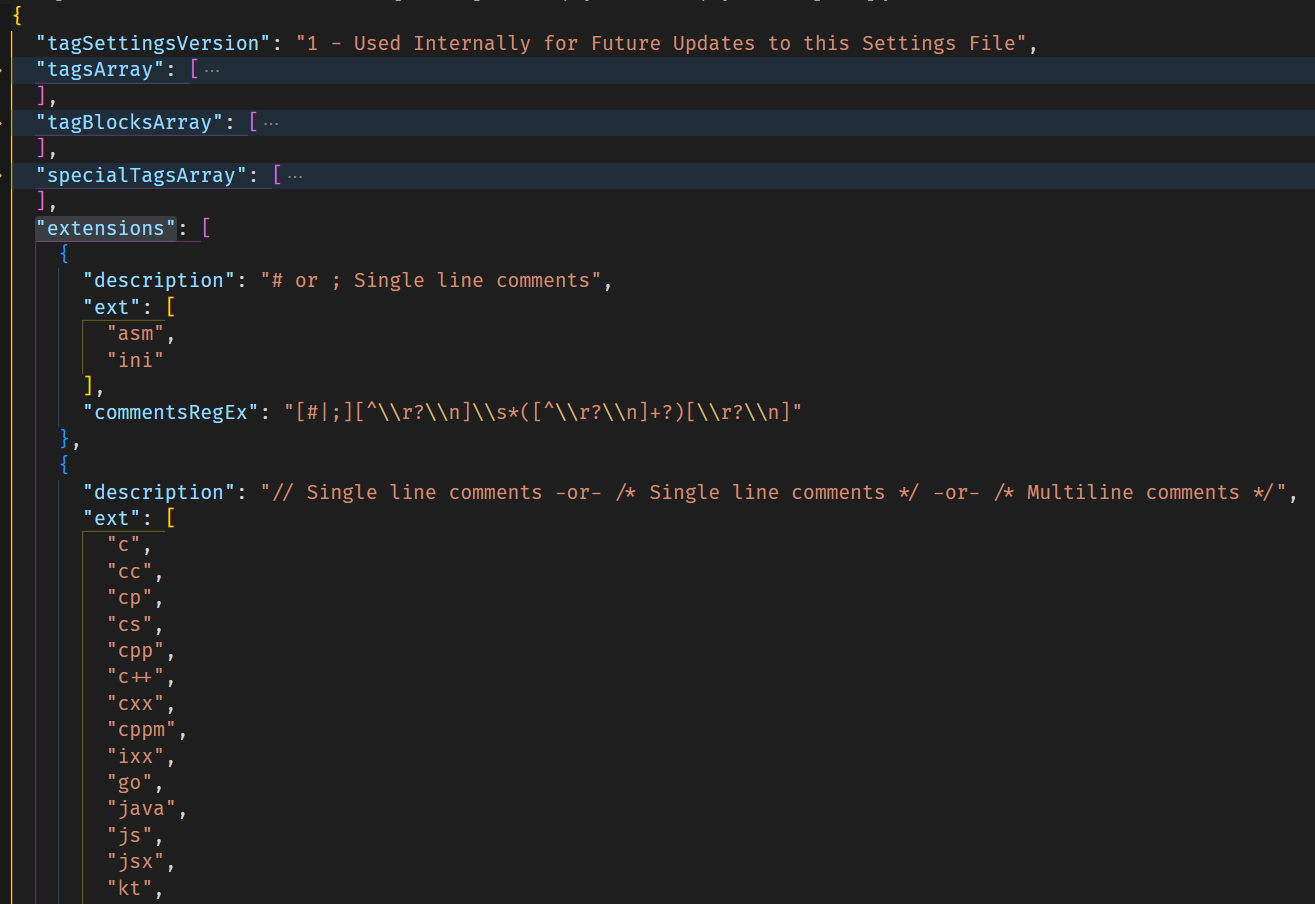 {
"tagSettingsVersion": "1 – Used Internally for Future Updates to this Settings File",
"tagsArray": [ ···
],
"tagBlocksArray": [ ···
],
"specialTagsArray": [ ···
],
"extensions": [
{
"description": "# or ; Single line comments",
"ext": [
"asm",
"ini"
],
"commentsRegEx": "[#|;][^\\r?\\n]\\s*([^\\r?\\n]+?)[\\r?\\n]"
},
{
"description": "// Single line comments -or- /* Single line comments */ -or- /* Multiline comments */",
"ext": [
"c",
"cc",
"cp",
"cs",
"cpp",
"c++",
"cxx",
"cppm",
"ixx",
"go",
"java",
"js",
"jsx",
"kt",